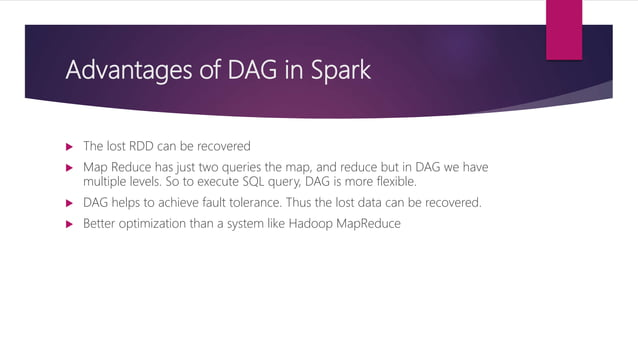 Advantages of DAG in Spark
The lost RDD can be recovered
Map Reduce has just two queries the map, and reduce but in DAG we have
multiple levels. So to execute SQL query, DAG is more flexible.
DAG helps to achieve fault tolerance. Thus the lost data can be recovered.
Better optimization than a system like Hadoop MapReduce